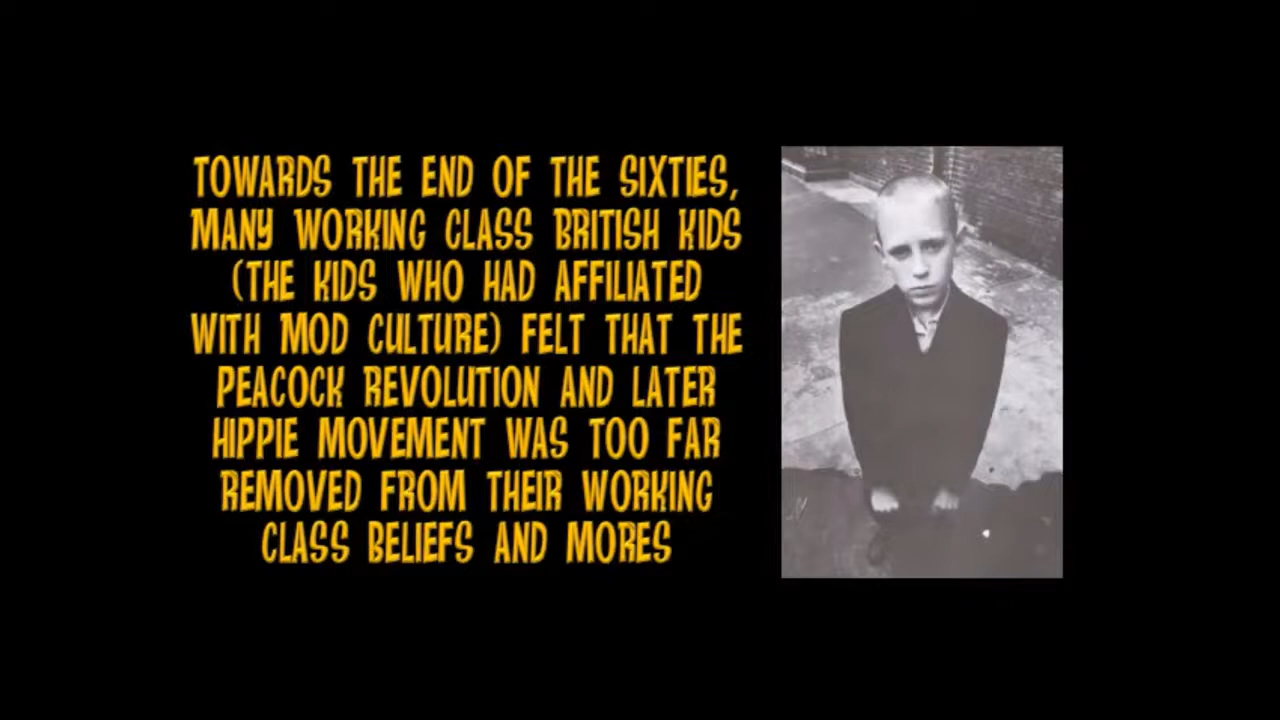 TOWARDS THE END OF THE SIXTIES,
MANY WORKING CLASS BRITISH KIDS
(THE KIDS WHO HAD AFFILIATED
WITH MOD CULTURE) FELT THAT THE
PEACOCK REVOLUTION AND LATER
HIPPIE MOVEMENT WAS TOO FAR
REMOVED FROM THEIR WORKING
CLASS BELIEFS AND MORES